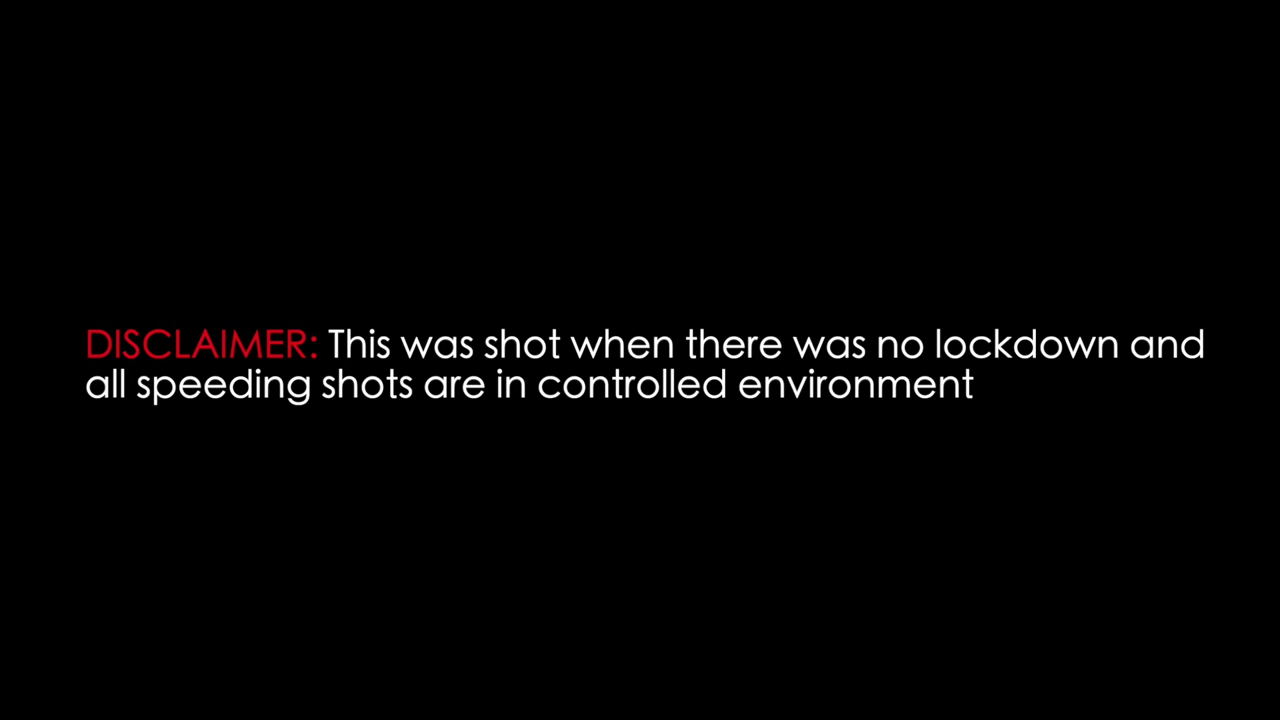 DISCLAIMER: This was shot when there was no lockdown and
all speeding shots are in controlled environment